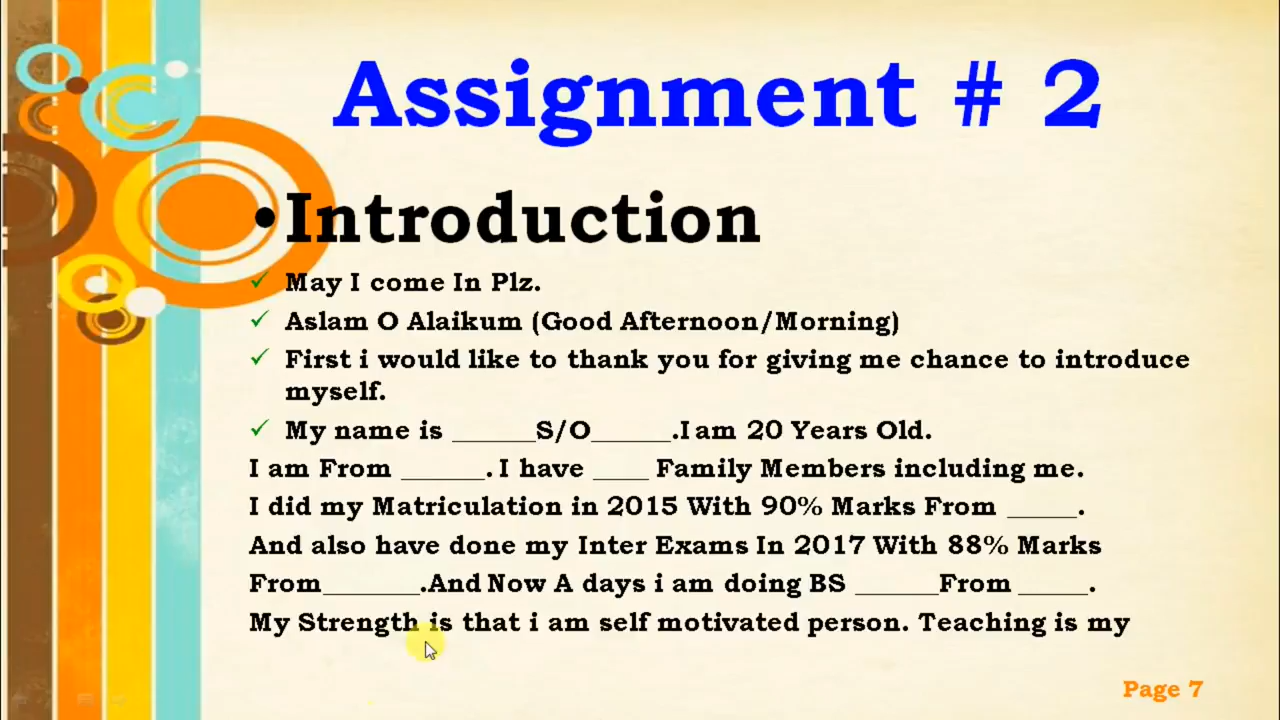 Assignment # 2
•Introduction
✓ May I come In Plz.
✓ Aslam O Alaikum (Good Afternoon/Morning)
✓ First i would like to thank you for giving me chance to introduce
myself.
✓ My name is ______S/O______.I am 20 Years Old.
I am From ______. I have ____ Family Members including me.
I did my Matriculation in 2015 With 90% Marks From _____.
And also have done my Inter Exams In 2017 With 88% Marks
From_______.And Now A days i am doing BS ______From _____.
My Strength is that i am self motivated person. Teaching is my
Page 7